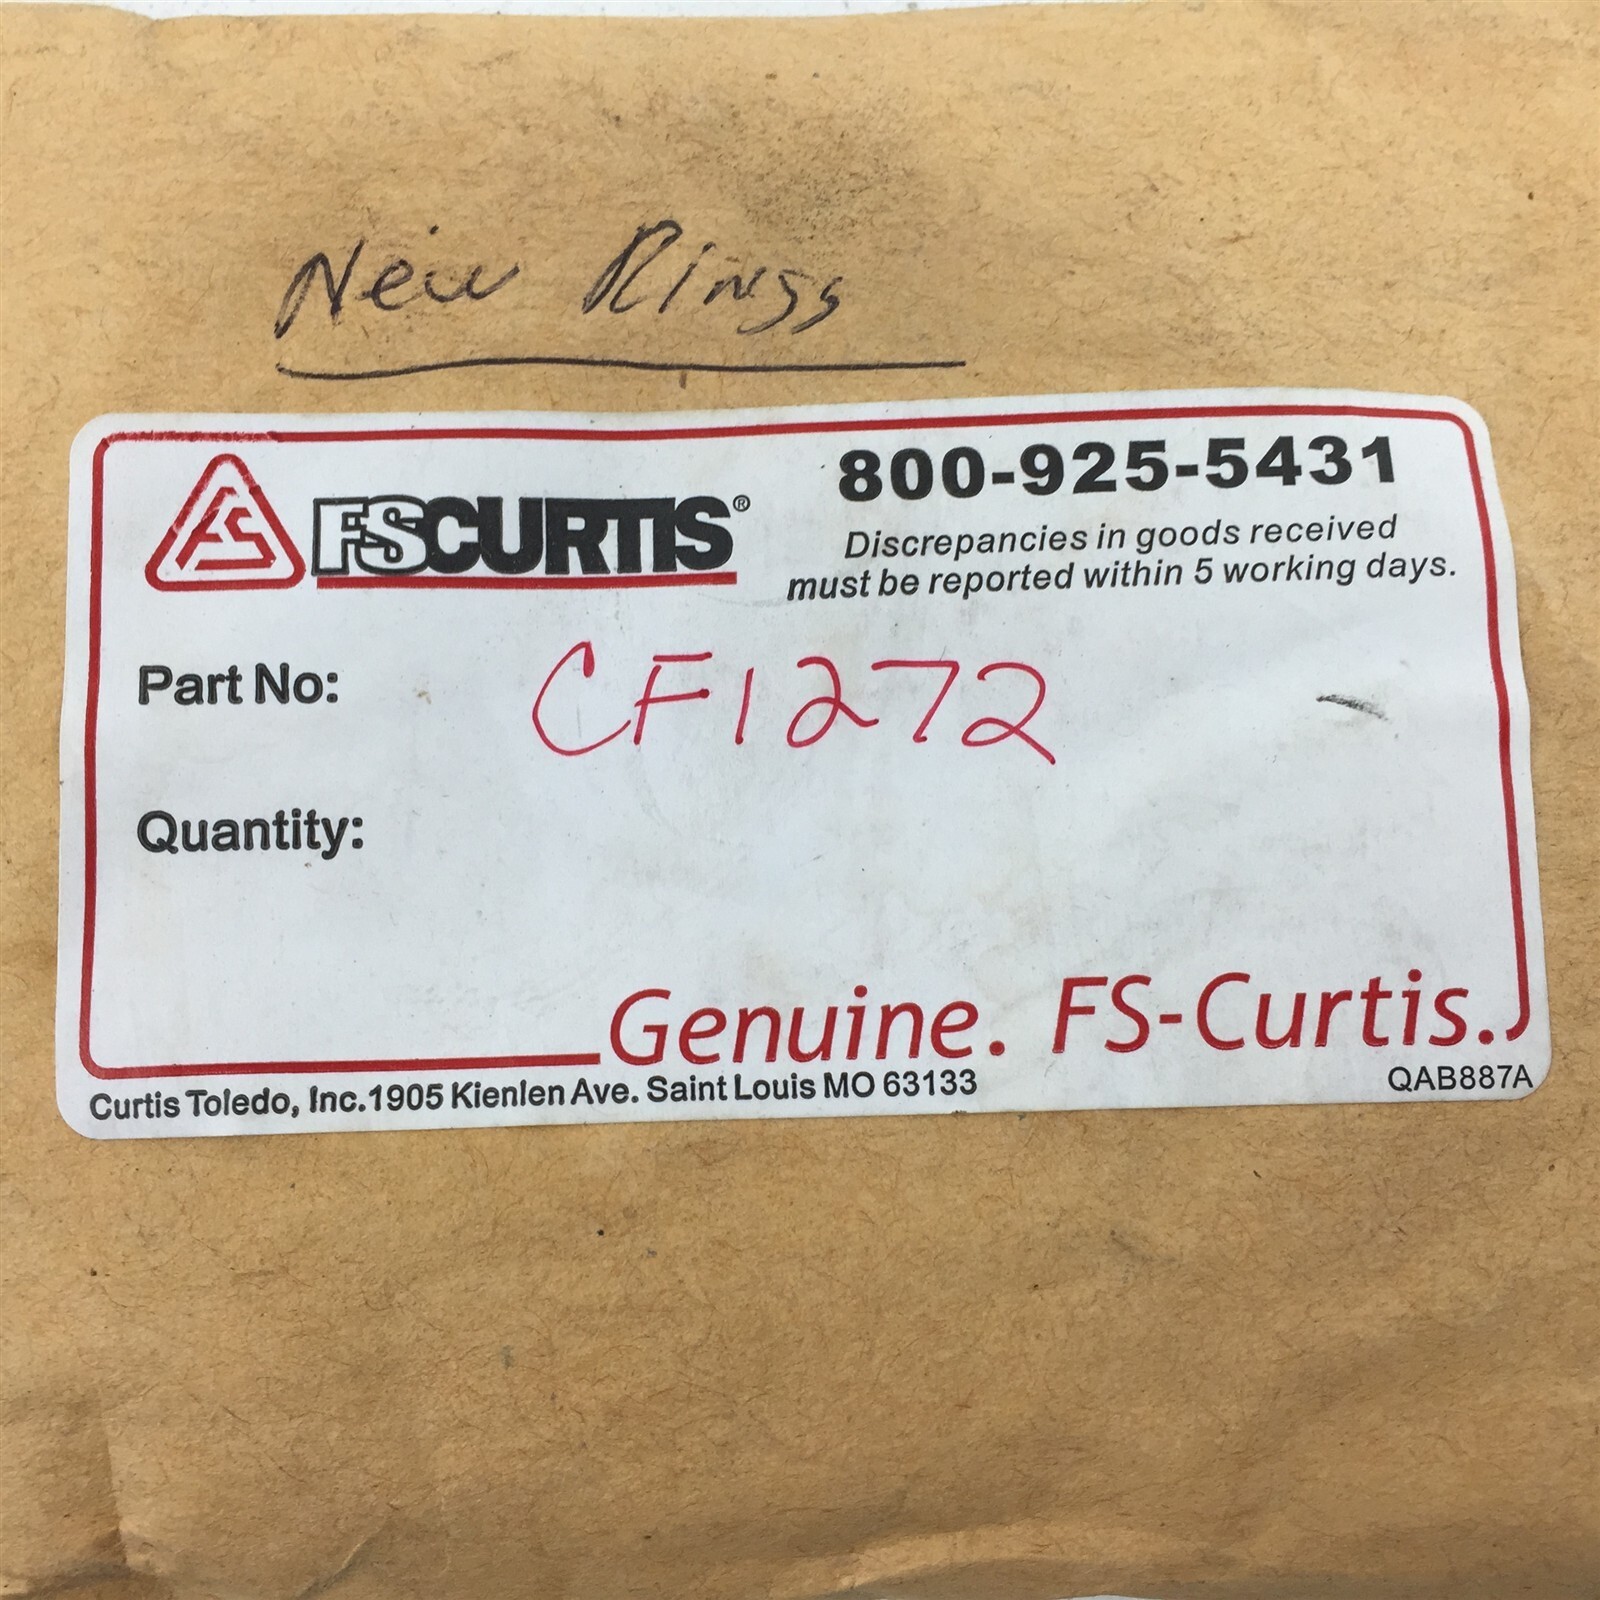 New Rings
FS
FSCURTIS®
800-925-5431
Discrepancies in goods received
must be reported within 5 working days.
Part No: CF1272
Quantity:
Genuine. FS-Curtis.
Curtis Toledo, Inc.1905 Kienlen Ave. Saint Louis MO 63133
QAB887A